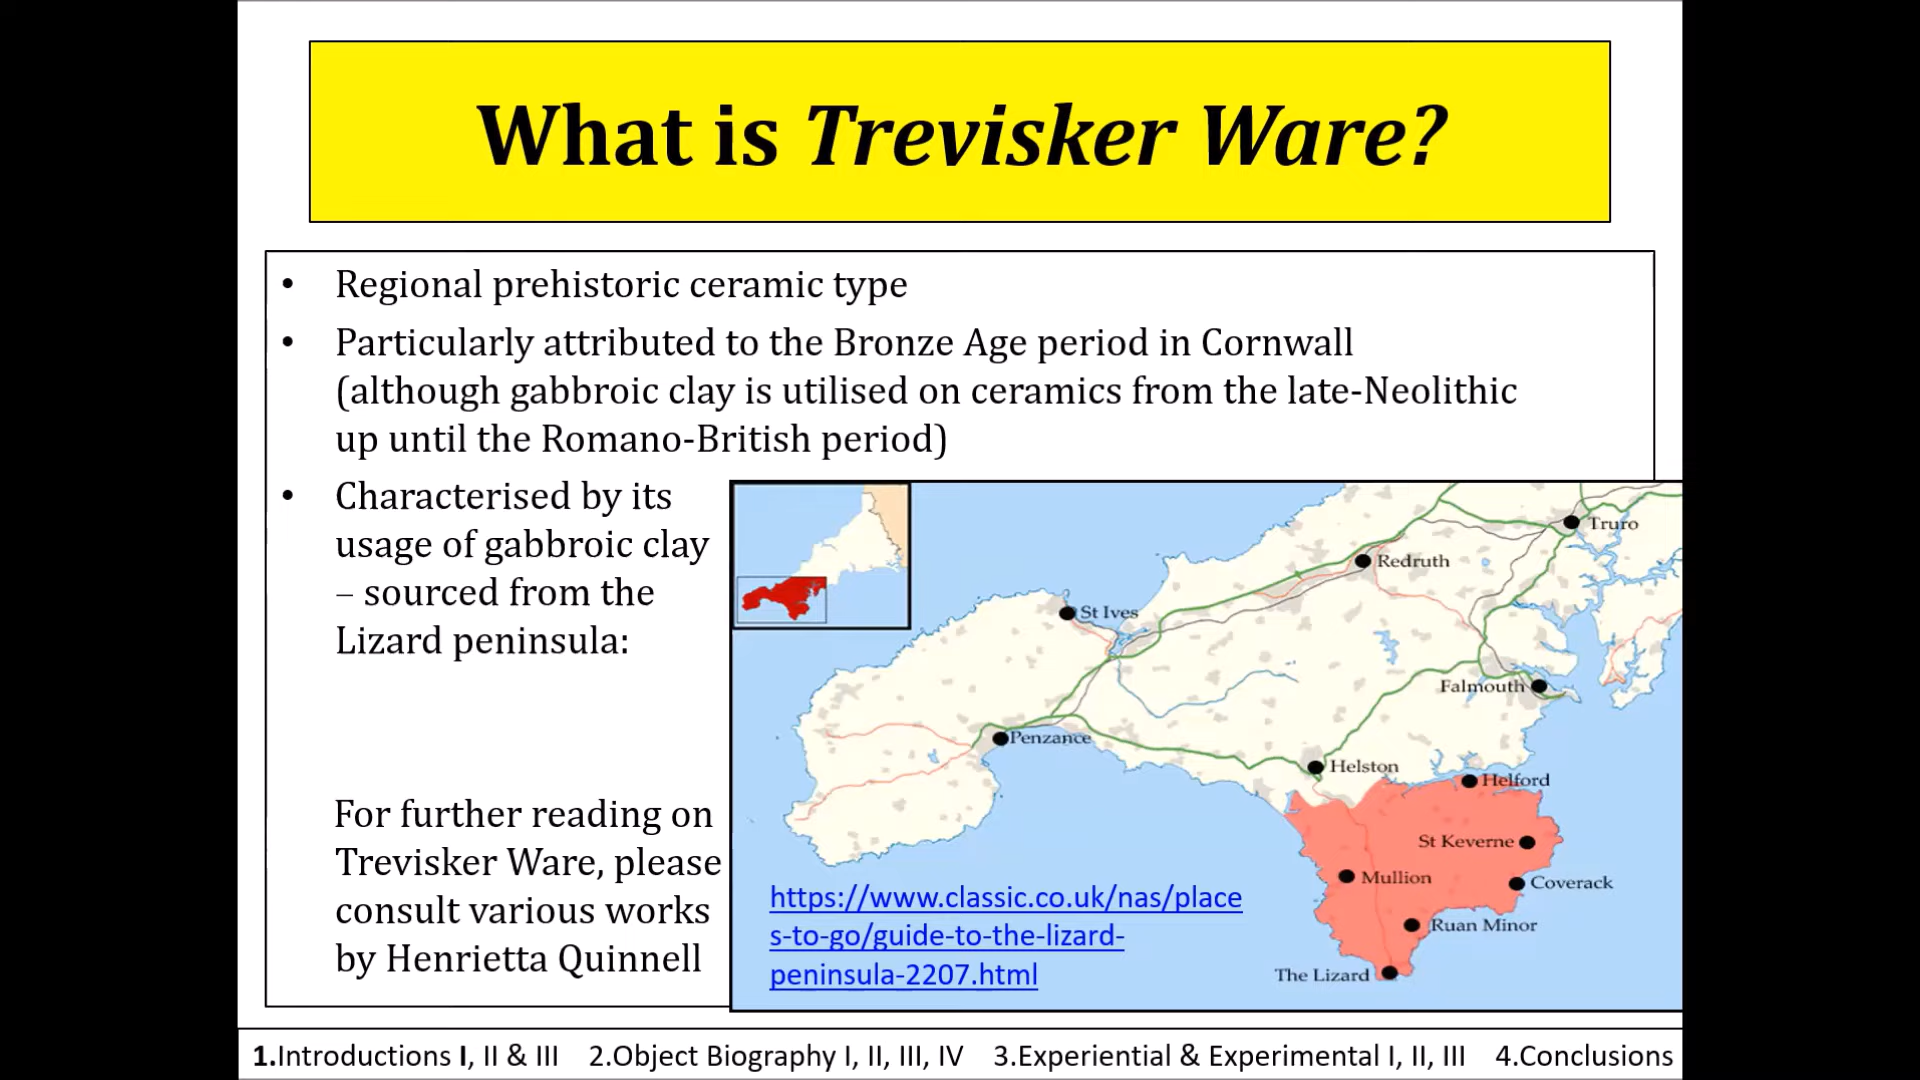 What is Trevisker Ware?
• Regional prehistoric ceramic type
• Particularly attributed to the Bronze Age period in Cornwall
(although gabbroic clay is utilised on ceramics from the late-Neolithic
up until the Romano-British period)
• Characterised by its
usage of gabbroic clay
– sourced from the
Lizard peninsula:
For further reading on
Trevisker Ware, please
consult various works
by Henrietta Quinnell
Truro
Redruth
St Ives
Falmouth
Penzance
Helston
Helford
St Keverne
Mullion
Coverack
Ruan Minor
The Lizard
https://www.classic.co.uk/nas/place
s-to-go/guide-to-the-lizard-
peninsula-2207.html
1.Introductions I, II & III 2.Object Biography I, II, III, IV 3.Experiential & Experimental I, II, III 4.Conclusions